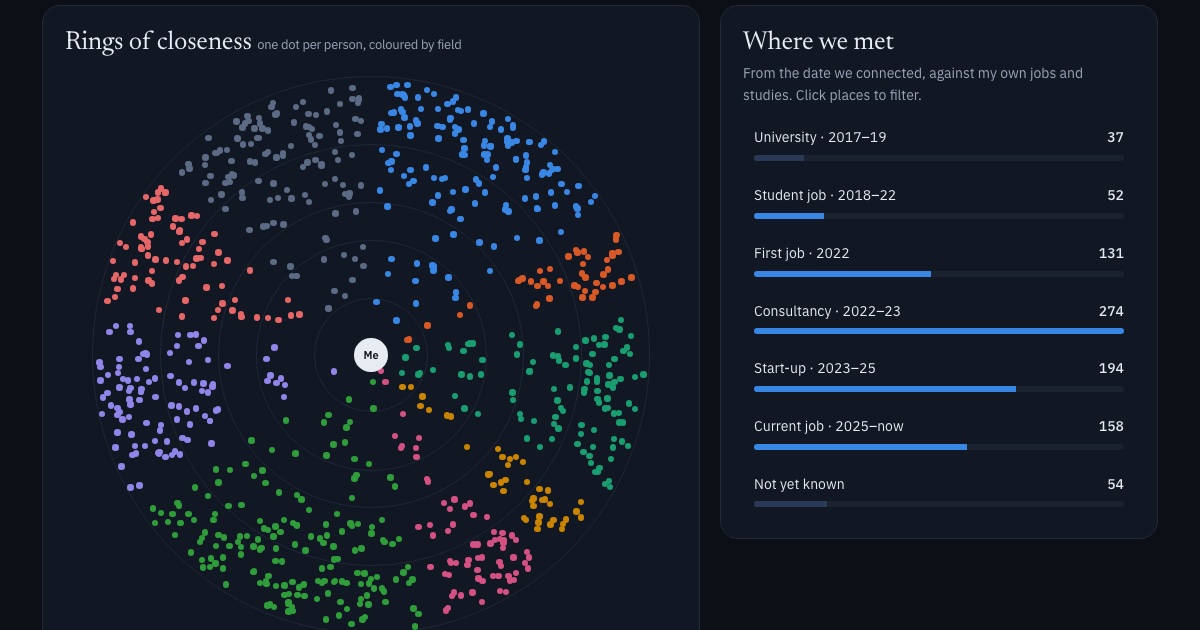 Rings of closeness one dot per person, coloured by field
Me
Where we met
From the date we connected, against my own jobs and
studies. Click places to filter.
University · 2017–19 37
Student job · 2018–22 52
First job · 2022 131
Consultancy · 2022–23 274
Start-up · 2023–25 194
Current job · 2025–now 158
Not yet known 54